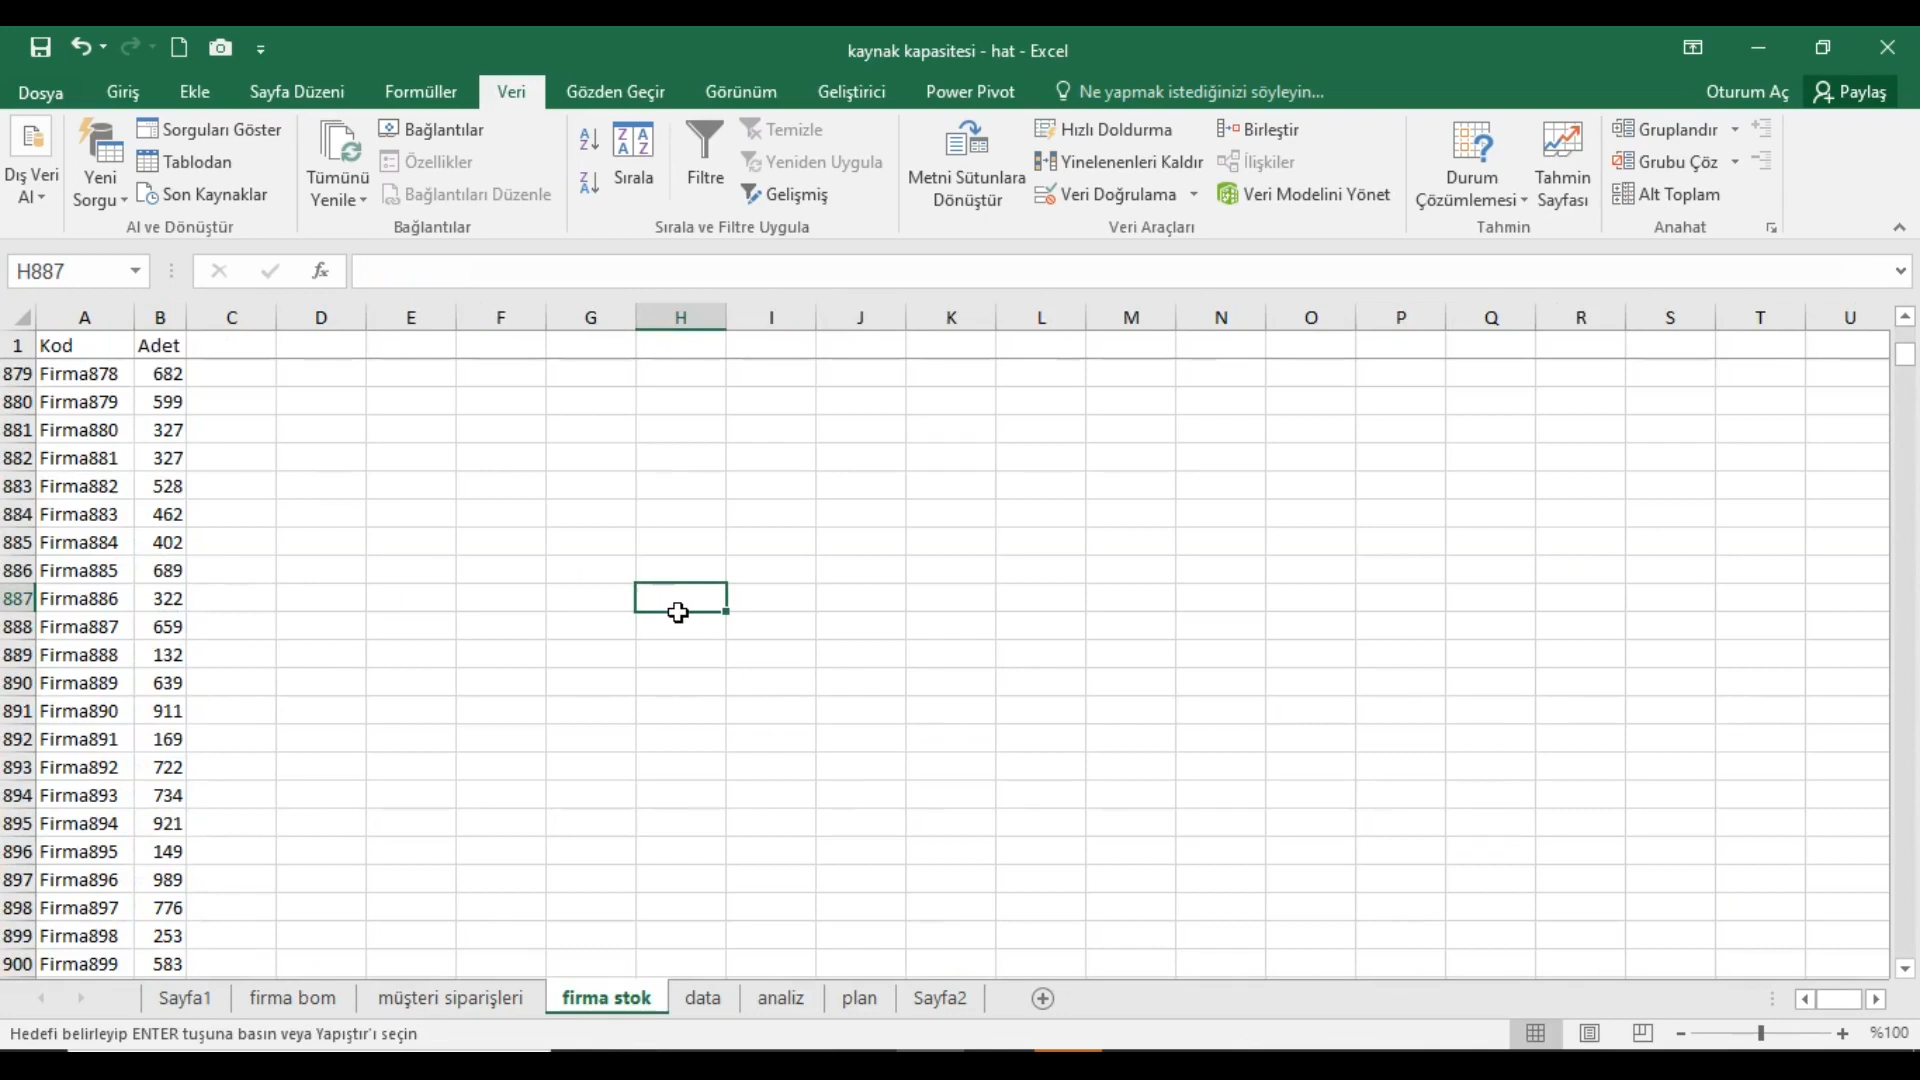 kaynak kapasitesi - hat - Excel
Dosya Giriş Ekle Sayfa Düzeni Formüller Veri Gözden Geçir Görünüm Geliştirici Power Pivot Ne yapmak istediğinizi söyleyin... Oturum Aç Paylaş
Dış Veri Al
Yeni Sorgu
Sorguları Göster
Tablodan
Son Kaynaklar
Al ve Dönüştür
Tümünü Yenile
Bağlantılar
Özellikler
Bağlantıları Düzenle
Bağlantılar
Sırala
Filtre
Temizle
Yeniden Uygula
Gelişmiş
Sırala ve Filtre Uygula
Metni Sütunlara Dönüştür
Hızlı Doldurma
Yinelenenleri Kaldır
Veri Doğrulama
Birleştir
İlişkiler
Veri Modelini Yönet
Veri Araçları
Durum Çözümlemesi
Tahmin Sayfası
Tahmin
Gruplandır
Grubu Çöz
Alt Toplam
Anahat
H887 fx
A B C D E F G H I J K L M N O P Q R S T U
1 Kod Adet
879 Firma878 682
880 Firma879 599
881 Firma880 327
882 Firma881 327
883 Firma882 528
884 Firma883 462
885 Firma884 402
886 Firma885 689
887 Firma886 322
888 Firma887 659
889 Firma888 132
890 Firma889 639
891 Firma890 911
892 Firma891 169
893 Firma892 722
894 Firma893 734
895 Firma894 921
896 Firma895 149
897 Firma896 989
898 Firma897 776
899 Firma898 253
900 Firma899 583
Sayfa1 firma bom müşteri siparişleri firma stok data analiz plan Sayfa2
Hedefi belirleyip ENTER tuşuna basın veya Yapıştır'ı seçin %100